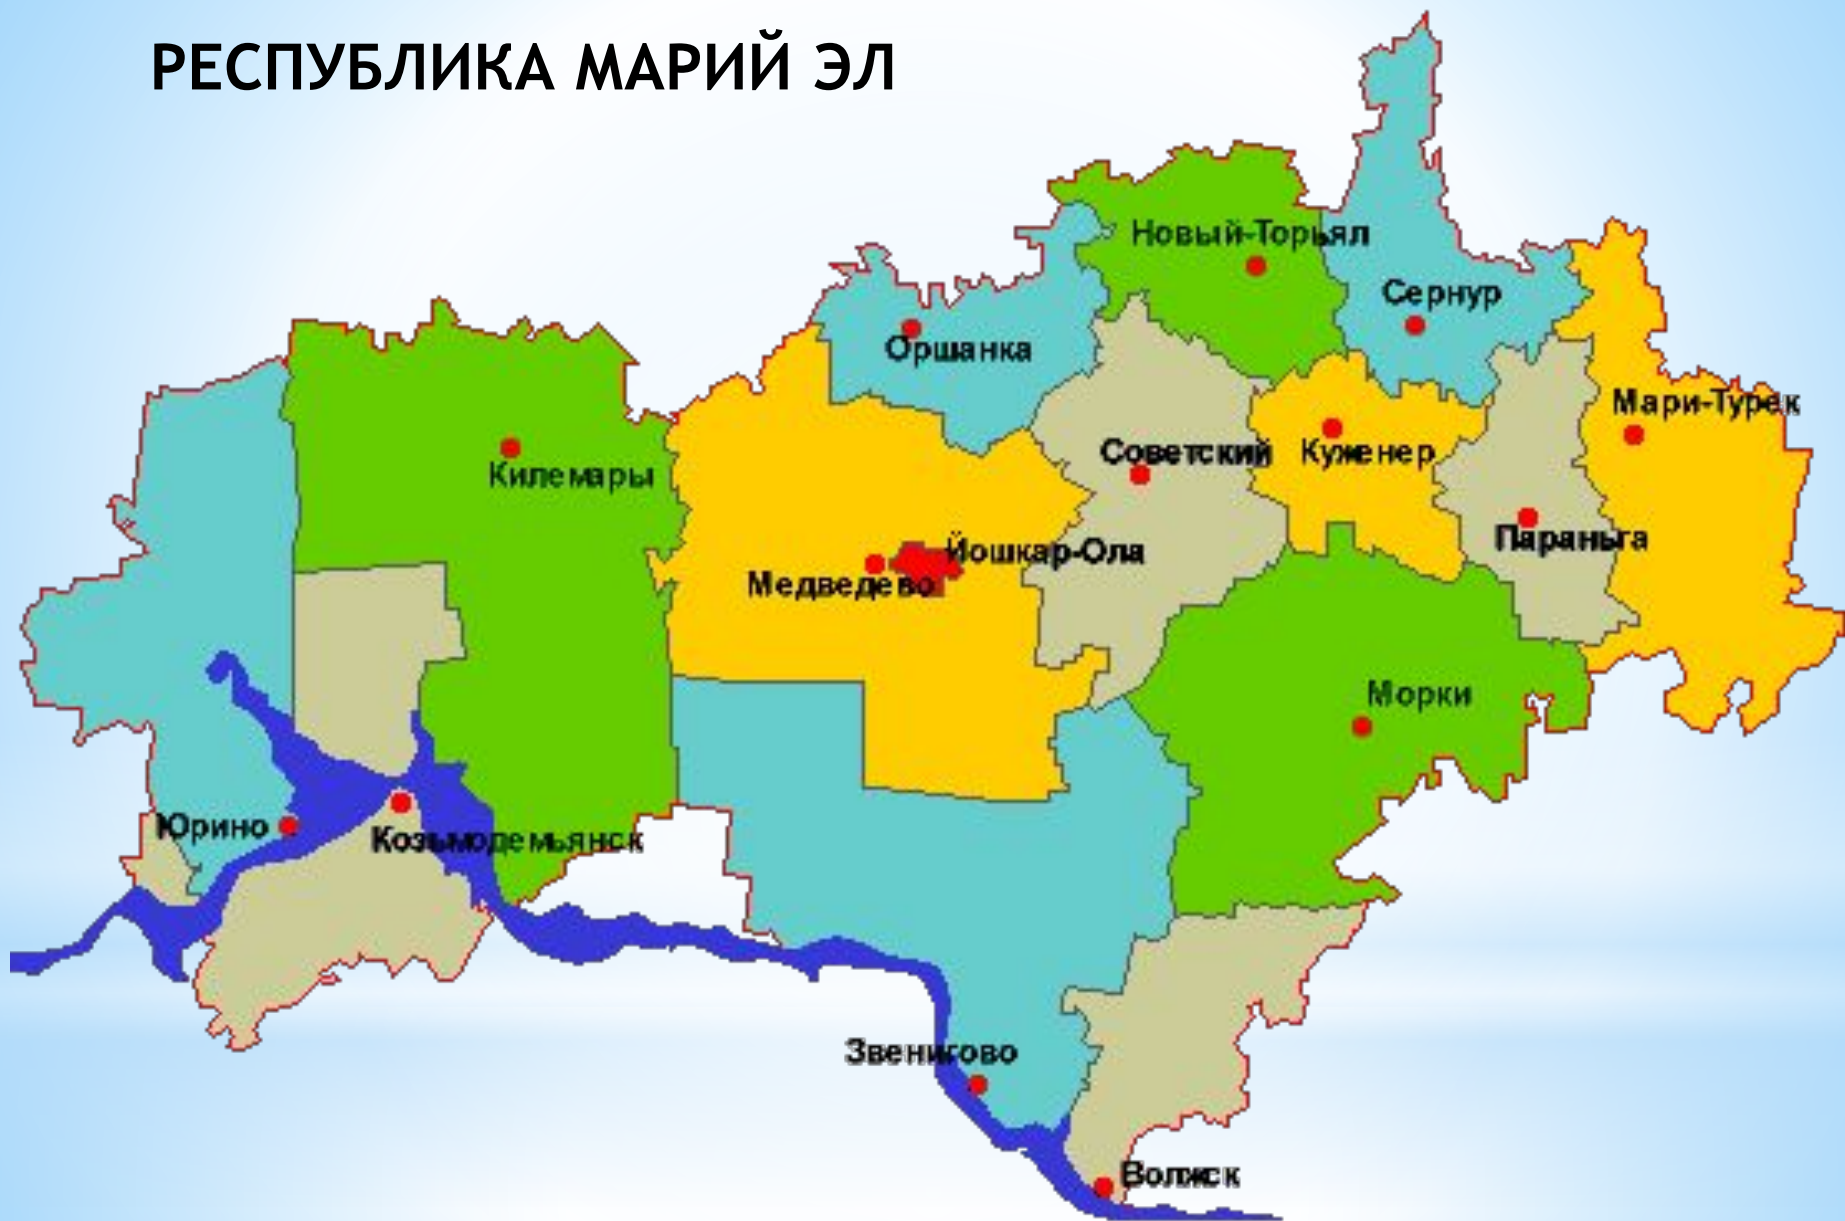 РЕСПУБЛИКА МАРИЙ ЭЛ
Новый-Торьял
Сернур
Оршанка
Мари-Турек
Советский
Куженер
Килемары
Параньга
Йошкар-Ола
Медведево
Морки
Юрино
Козьмодемьянск
Звенигово
Волжск